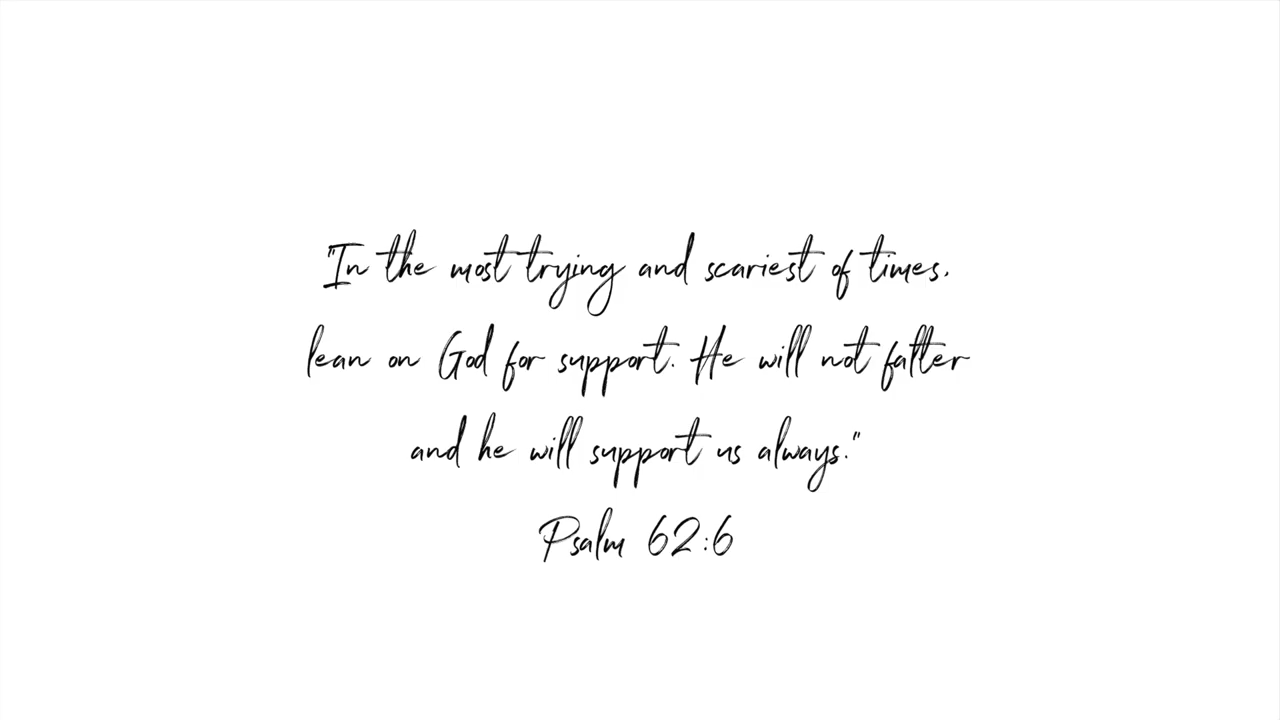 "In the most trying and scariest of times,
lean on God for support. He will not falter
and he will support us always."
Psalm 62:6